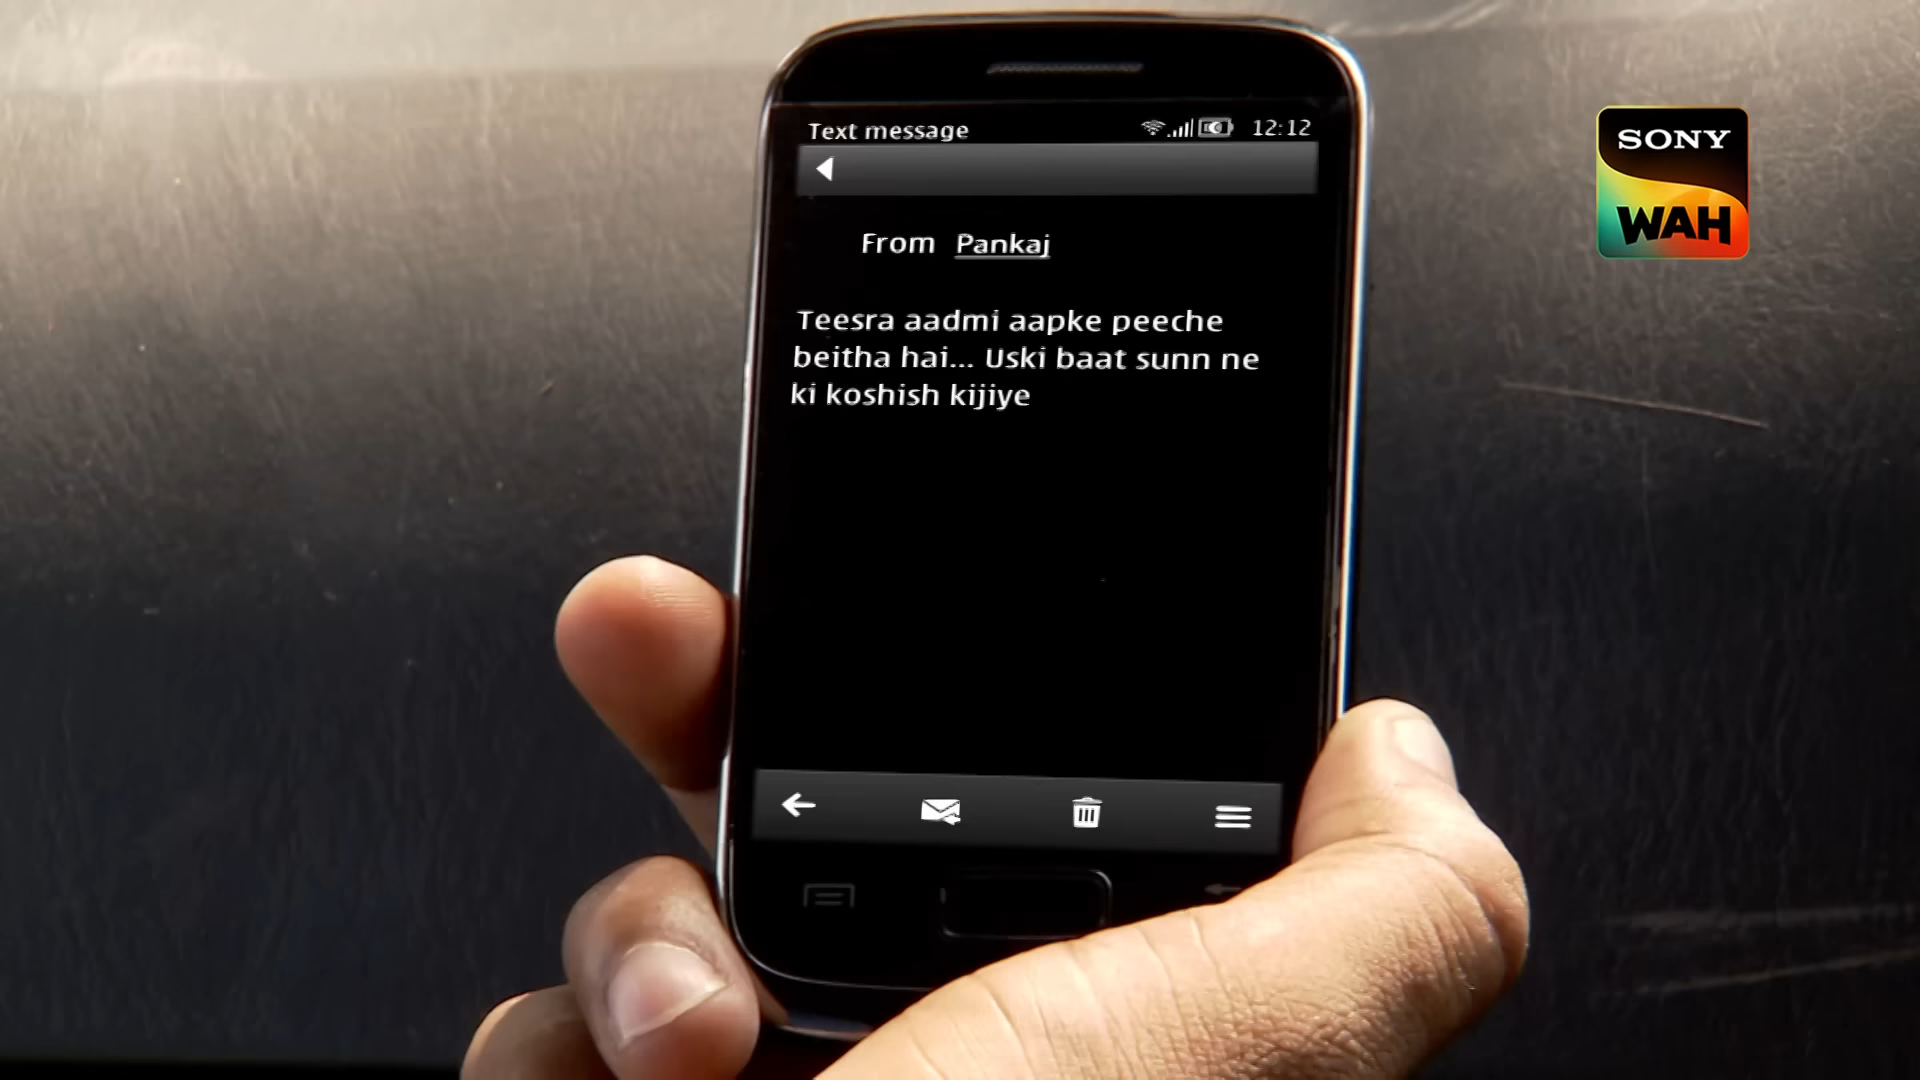 Text message 12:12
From Pankaj
Teesra aadmi aapke peeche
beitha hai... Uski baat sunn ne
ki koshish kijiye
SONY
WAH